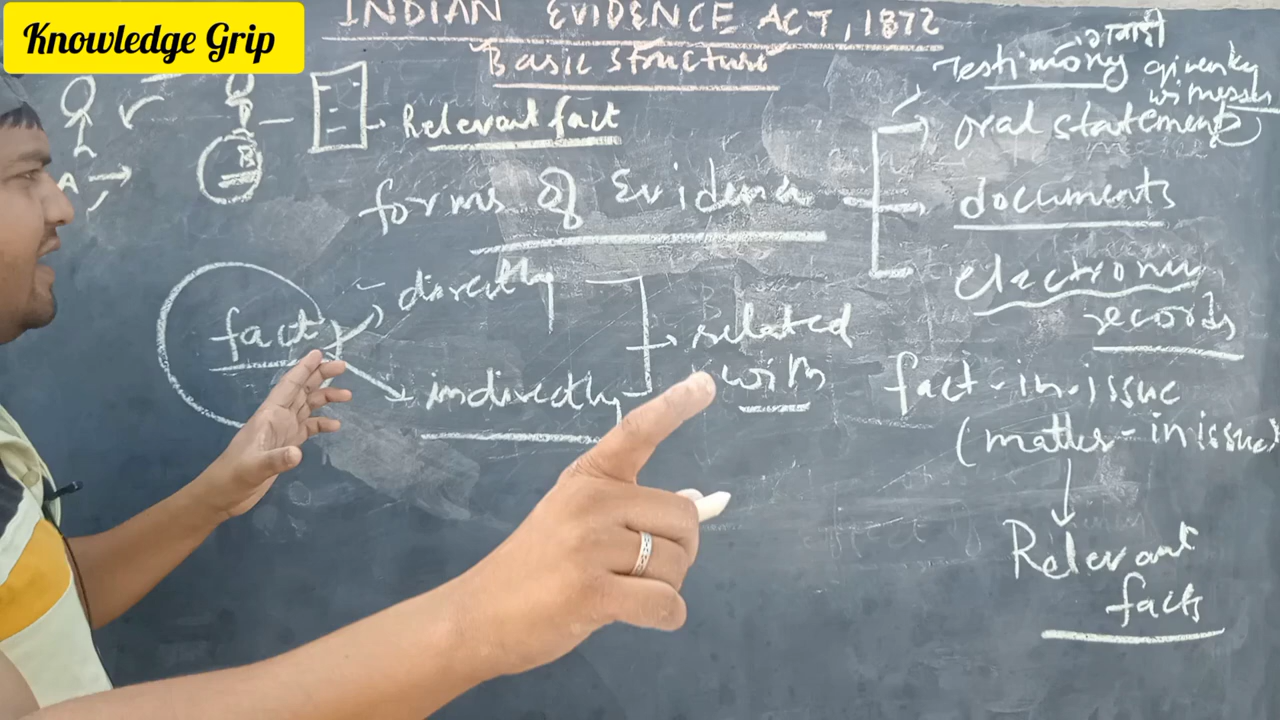 Knowledge Grip
INDIAN EVIDENCE ACT, 1872
Basic Structure
गवाही
Testimony given by
witnesses
Relevant fact
oral statements
A
B
forms of Evidence
documents
electronic
records
fact
directly
indirectly
related
with
fact-in-issue
(matter-in issue)
Relevant
facts